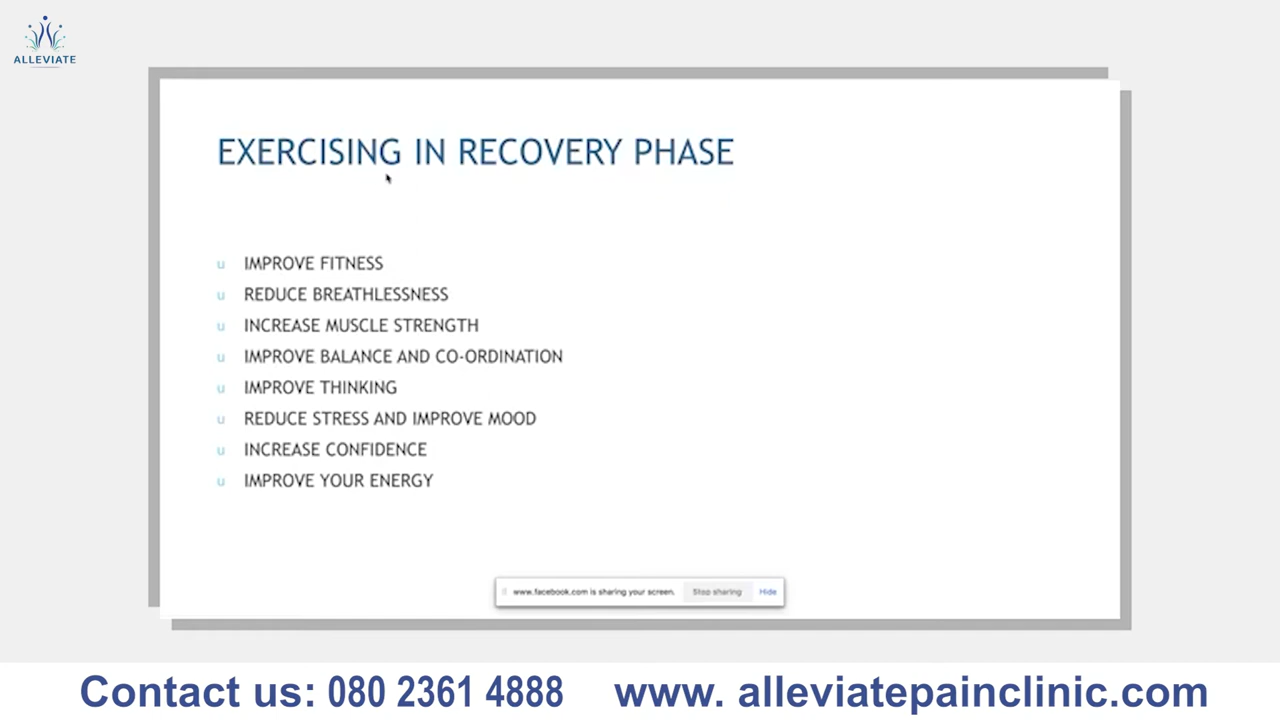 ALLEVIATE
EXERCISING IN RECOVERY PHASE
u IMPROVE FITNESS
u REDUCE BREATHLESSNESS
u INCREASE MUSCLE STRENGTH
u IMPROVE BALANCE AND CO-ORDINATION
u IMPROVE THINKING
u REDUCE STRESS AND IMPROVE MOOD
u INCREASE CONFIDENCE
u IMPROVE YOUR ENERGY
www.facebook.com is sharing your screen. Stop sharing Hide
Contact us: 080 2361 4888 www. alleviatepainclinic.com